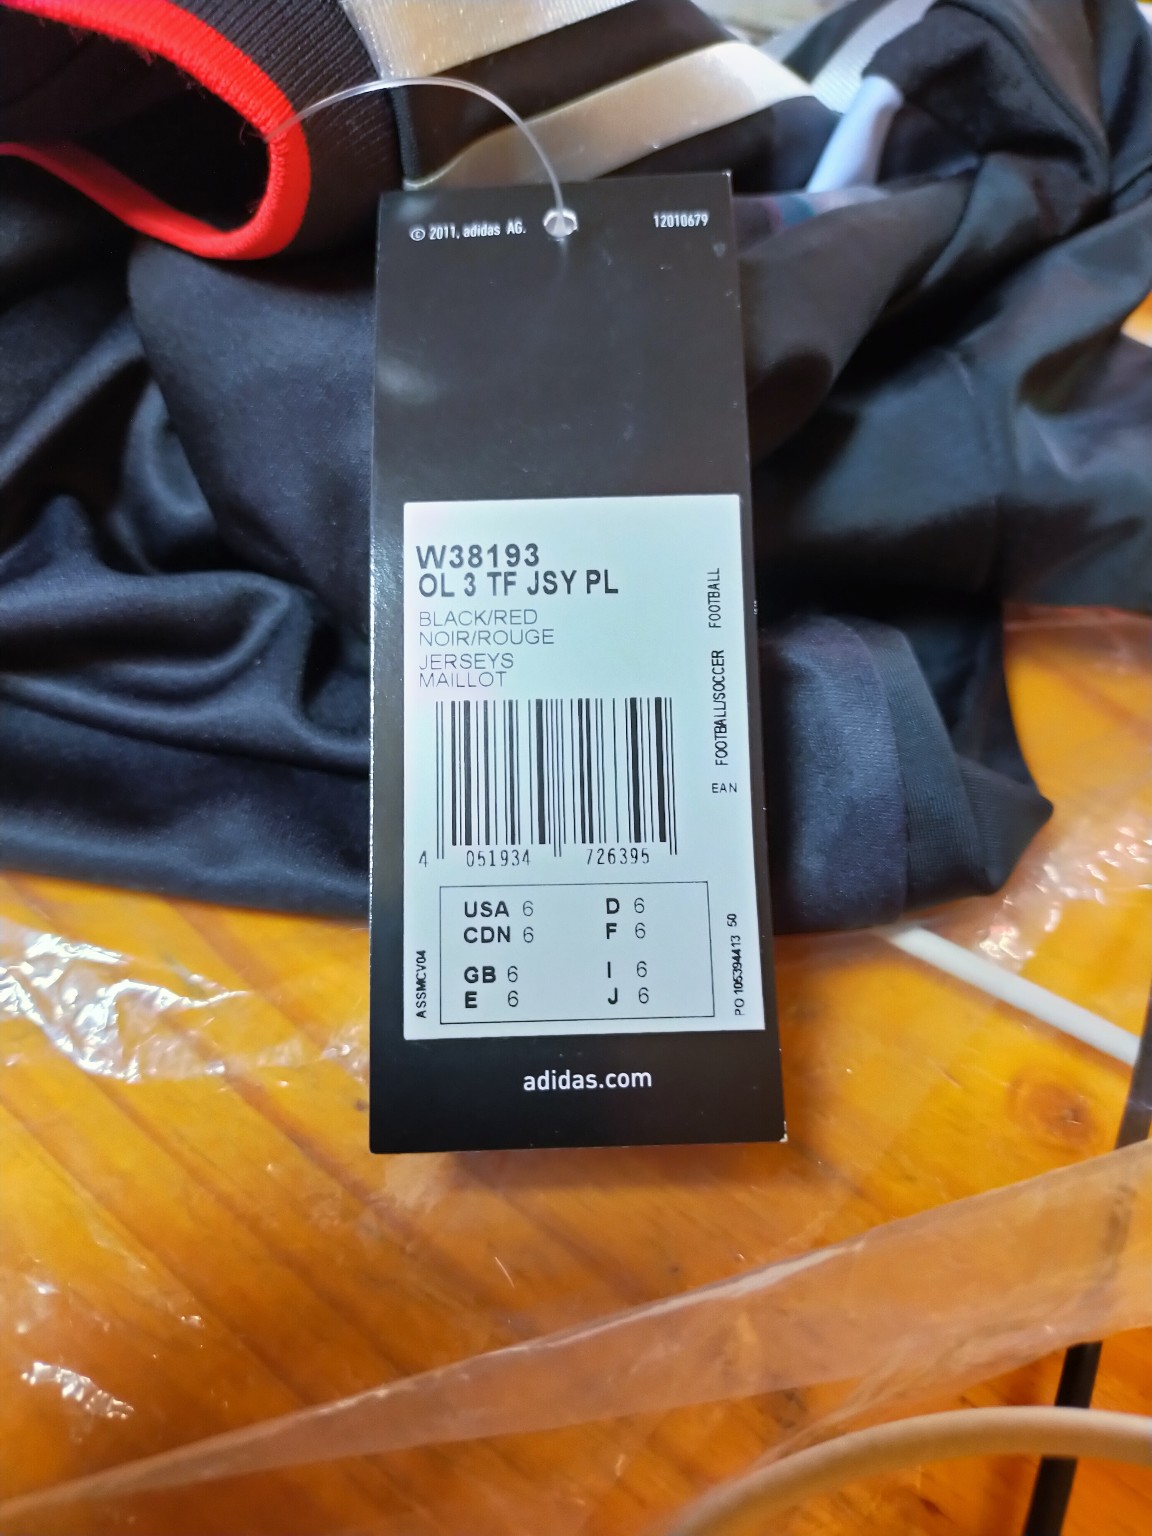 © 2011, adidas AG.
12010679
W38193
OL 3 TF JSY PL
BLACK/RED
NOIR/ROUGE
JERSEYS
MAILLOT
FOOTBALL/SOCCER FOOTBALL
EAN
4 051934 726395
USA 6 D 6
CDN 6 F 6
GB 6 I 6
E 6 J 6
ASSMCV04
PO 105394413 50
adidas.com